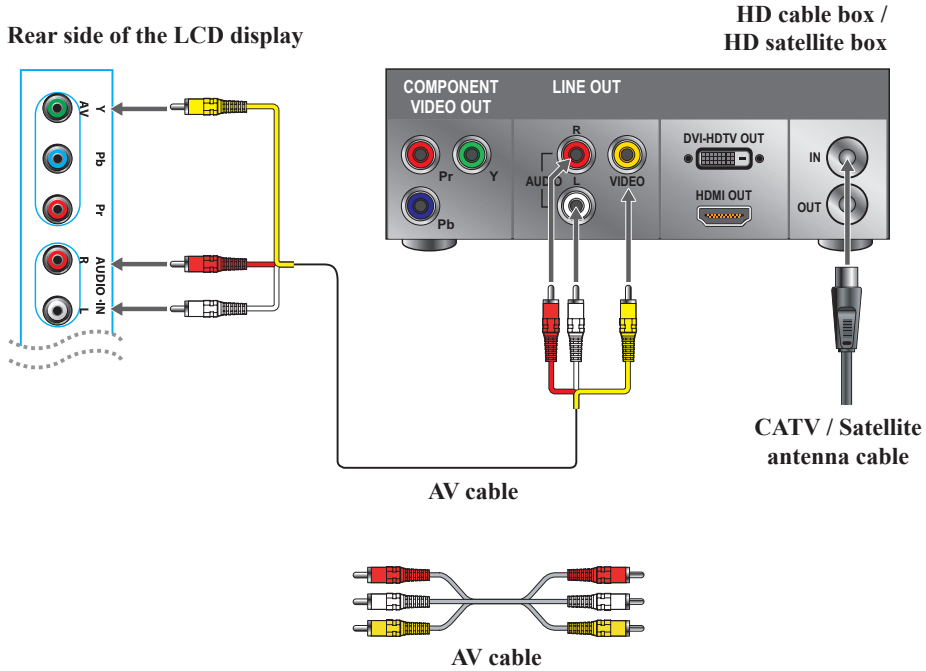 HD cable box /
HD satellite box
Rear side of the LCD display
Y
AV
Pb
Pr
R
AUDIO -IN
L
COMPONENT
VIDEO OUT
Pr
Y
Pb
LINE OUT
R
AUDIO
L
VIDEO
DVI-HDTV OUT
HDMI OUT
IN
OUT
CATV / Satellite
antenna cable
AV cable
AV cable